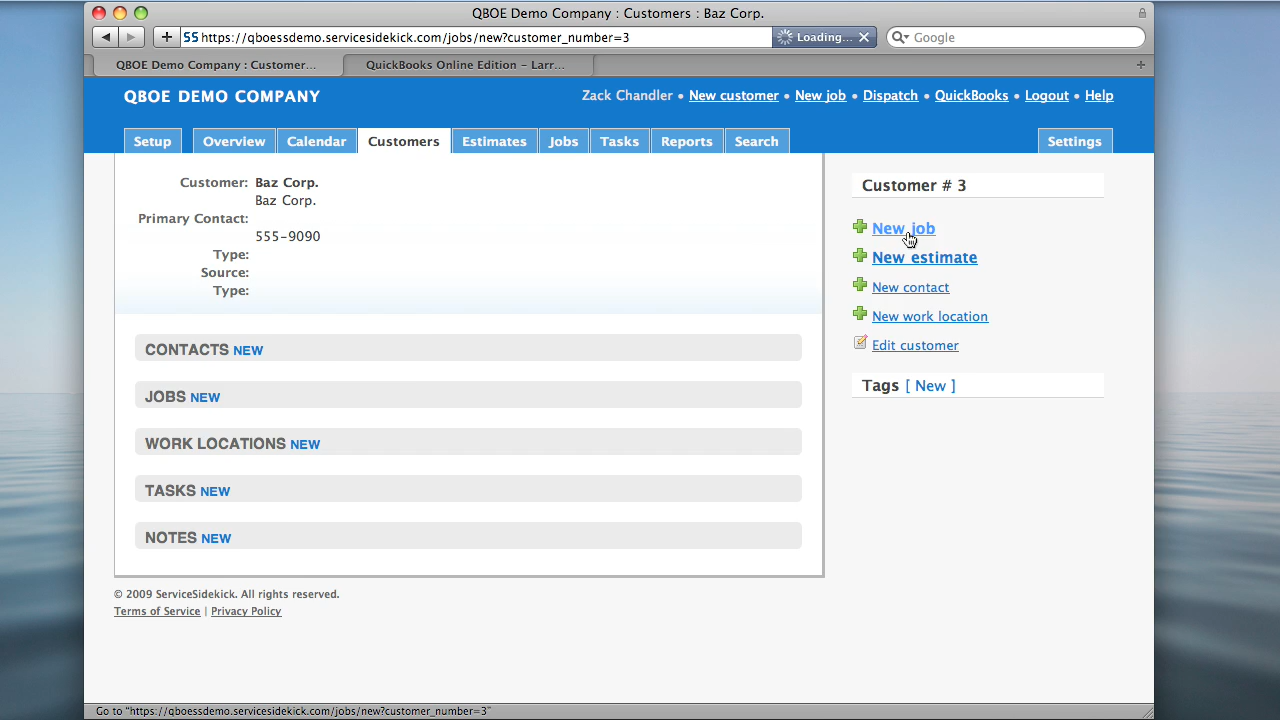 QBOE Demo Company : Customers : Baz Corp.
https://qboessdemo.servicesidekick.com/jobs/new?customer_number=3
Loading...
Google
QBOE Demo Company : Customer...
QuickBooks Online Edition – Larr...
QBOE DEMO COMPANY
Zack Chandler • New customer • New job • Dispatch • QuickBooks • Logout • Help
Setup Overview Calendar Customers Estimates Jobs Tasks Reports Search Settings
Customer: Baz Corp.
Baz Corp.
Primary Contact:
555-9090
Type:
Source:
Type:
CONTACTS NEW
JOBS NEW
WORK LOCATIONS NEW
TASKS NEW
NOTES NEW
Customer # 3
New job
New estimate
New contact
New work location
Edit customer
Tags [ New ]
© 2009 ServiceSidekick. All rights reserved.
Terms of Service | Privacy Policy
Go to "https://qboessdemo.servicesidekick.com/jobs/new?customer_number=3"